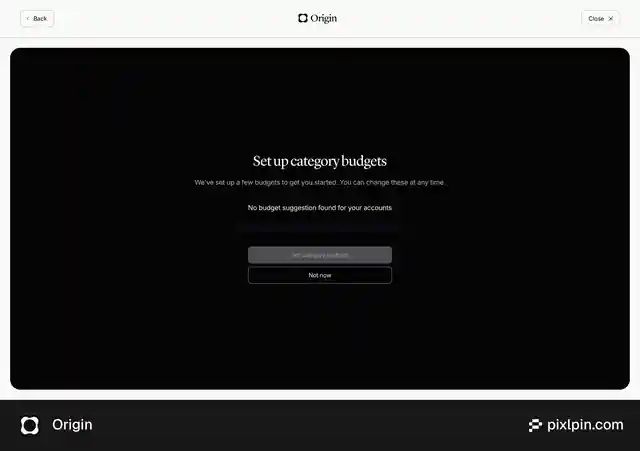 Back
Origin
Close
Set up category budgets
We've set up a few budgets to get you started. You can change these at any time.
No budget suggestion found for your accounts
Set category budgets
Not now
Origin
pixlpin.com